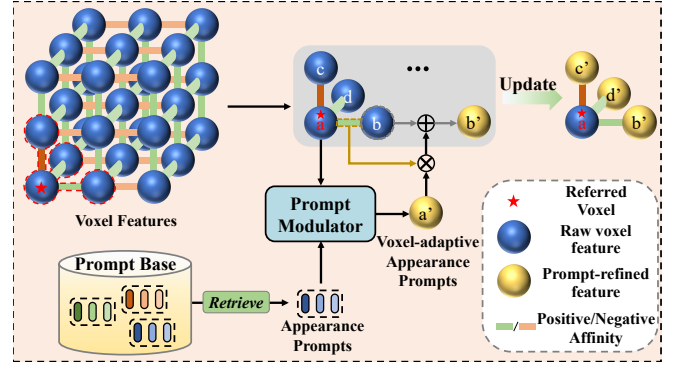 c
d
a
b
•••
b'
a'
Update
c'
d'
a
b'
Voxel Features
Prompt
Modulator
Voxel-adaptive
Appearance
Prompts
Prompt Base
Retrieve
Appearance
Prompts
Referred
Voxel
Raw voxel
feature
Prompt-refined
feature
Positive/Negative
Affinity
/